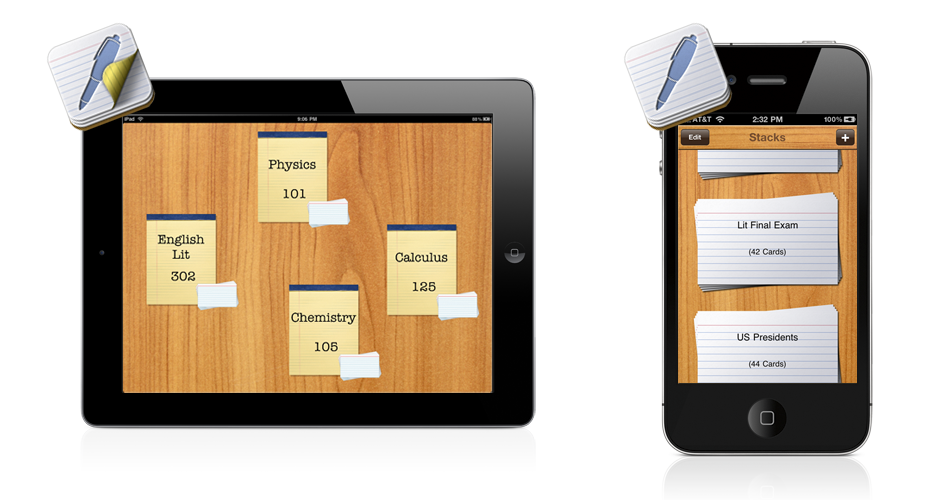 iPad
9:06 PM
88%
Physics
101
English
Lit
302
Calculus
125
Chemistry
105
AT&T
2:32 PM
100%
Edit
Stacks
+
Lit Final Exam
(42 Cards)
US Presidents
(44 Cards)